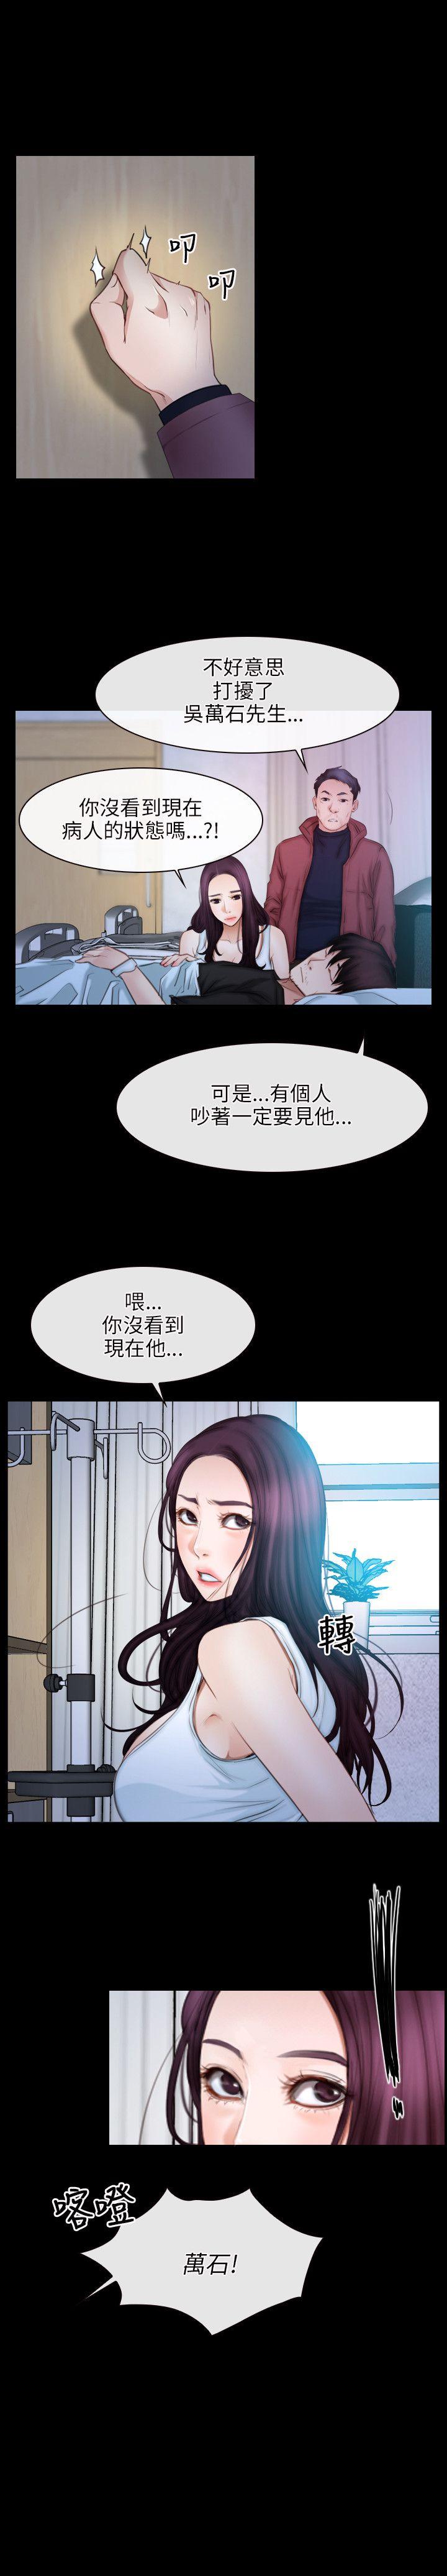 叩
叩
不好意思
打擾了
吳萬石先生...
你沒看到現在
病人的狀態嗎...?!
可是...有個人
吵著一定要見他...
喂...
你沒看到
現在他...
轉
喀噔
萬石!